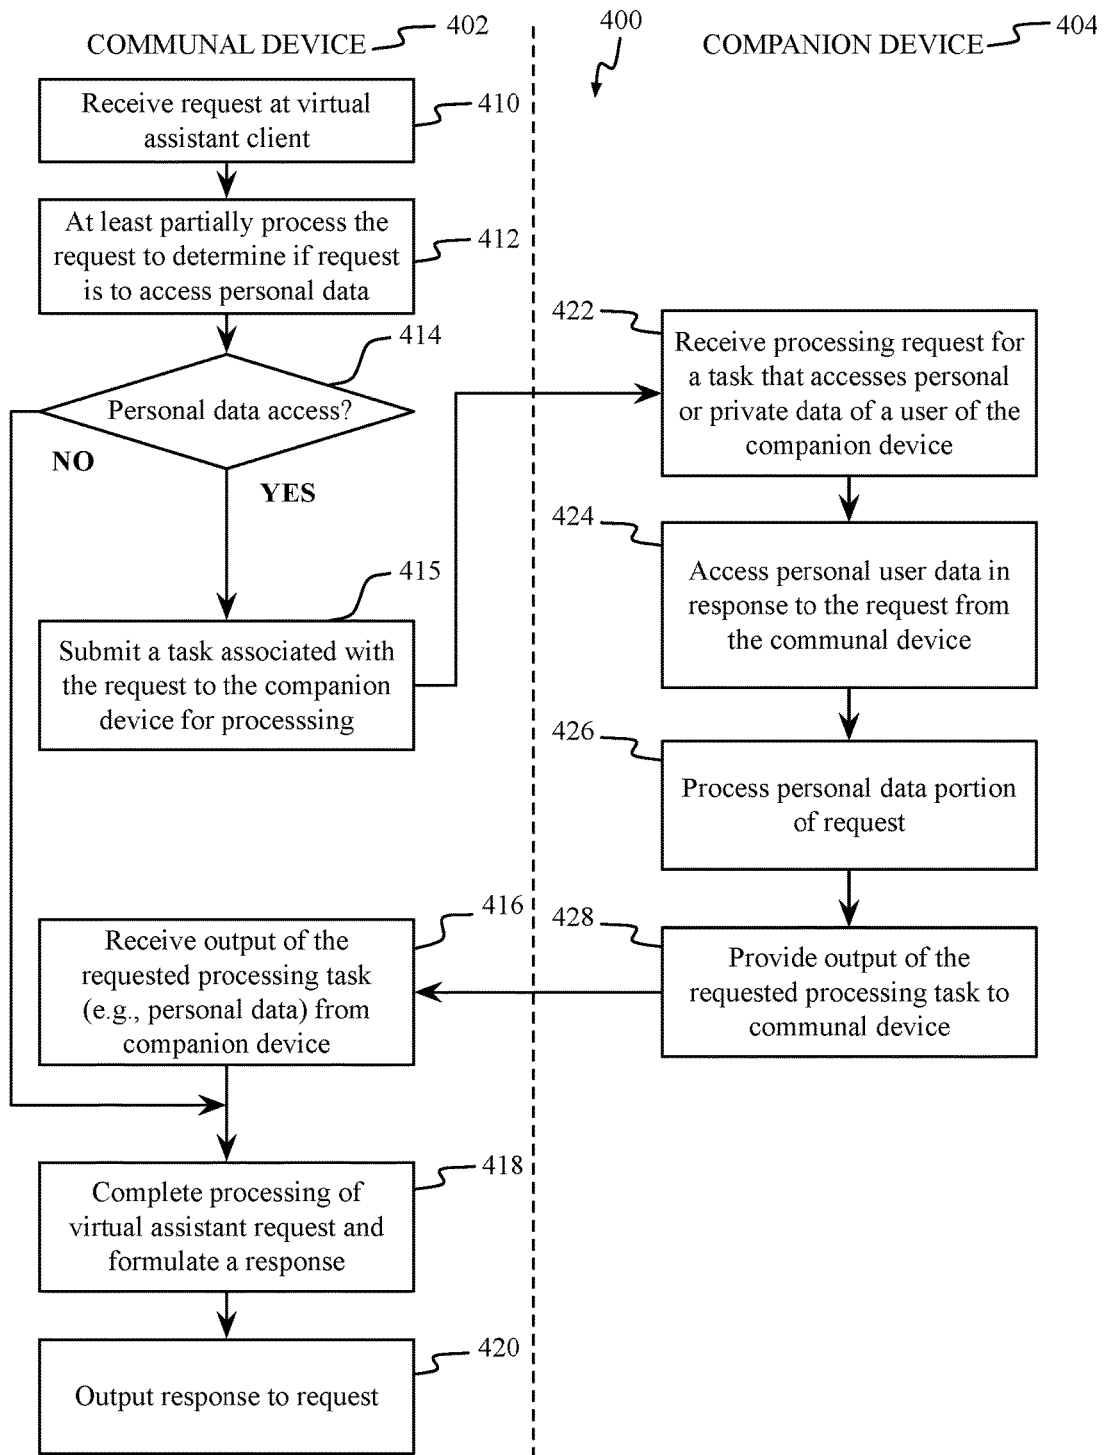 400
COMMUNAL DEVICE 402
COMPANION DEVICE 404
Receive request at virtual
assistant client
410
At least partially process the
request to determine if request
is to access personal data
412
414
Personal data access?
NO
YES
415
Submit a task associated with
the request to the companion
device for processsing
422
Receive processing request for
a task that accesses personal
or private data of a user of the
companion device
424
Access personal user data in
response to the request from
the communal device
426
Process personal data portion
of request
428
Provide output of the
requested processing task to
communal device
416
Receive output of the
requested processing task
(e.g., personal data) from
companion device
418
Complete processing of
virtual assistant request and
formulate a response
420
Output response to request